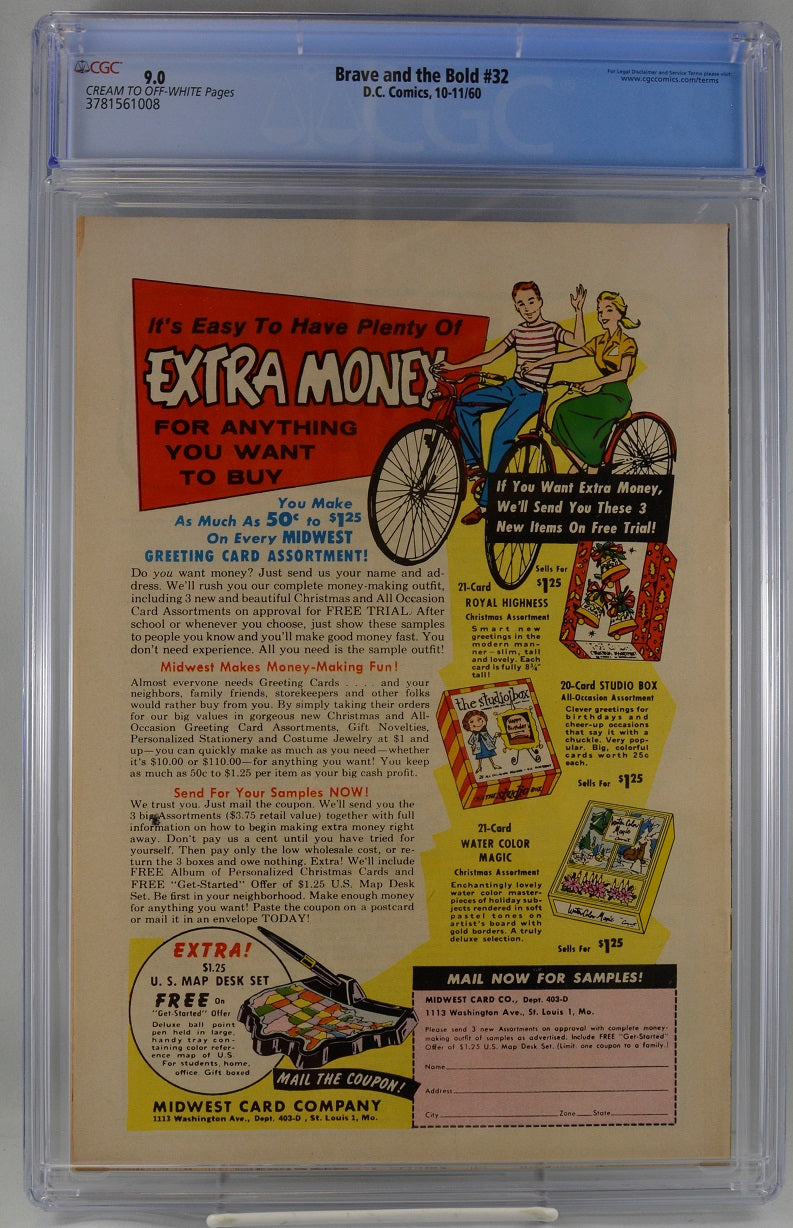 CGC
9.0
CREAM TO OFF-WHITE Pages
3781561008
Brave and the Bold #32
D.C. Comics, 10-11/60
For Legal Disclaimer and Service Terms please visit:
www.cgccomics.com/terms
CGC
It's Easy To Have Plenty Of
EXTRA MONEY
FOR ANYTHING
YOU WANT
TO BUY
If You Want Extra Money,
We'll Send You These 3
New Items On Free Trial!
You Make
As Much As 50¢ to $1.25
On Every MIDWEST
GREETING CARD ASSORTMENT!
Do you want money? Just send us your name and ad-
dress. We'll rush you our complete money-making outfit,
including 3 new and beautiful Christmas and All Occasion
Card Assortments on approval for FREE TRIAL. After
school or whenever you choose, just show these samples
to people you know and you'll make good money fast. You
don't need experience. All you need is the sample outfit!
Midwest Makes Money-Making Fun!
Almost everyone needs Greeting Cards . . . . and your
neighbors, family friends, storekeepers and other folks
would rather buy from you. By simply taking their orders
for our big values in gorgeous new Christmas and All-
Occasion Greeting Card Assortments, Gift Novelties,
Personalized Stationery and Costume Jewelry at $1 and
up—you can quickly make as much as you need—whether
it's $10.00 or $110.00—for anything you want! You keep
as much as 50c to $1.25 per item as your big cash profit.
Send For Your Samples NOW!
We trust you. Just mail the coupon. We'll send you the
3 big Assortments ($3.75 retail value) together with full
information on how to begin making extra money right
away. Don't pay us a cent until you have tried for
yourself. Then pay only the low wholesale cost, or re-
turn the 3 boxes and owe nothing. Extra! We'll include
FREE Album of Personalized Christmas Cards and
FREE "Get-Started" Offer of $1.25 U.S. Map Desk
Set. Be first in your neighborhood. Make enough money
for anything you want! Paste the coupon on a postcard
or mail it in an envelope TODAY!
Sells For
$1.25
21-Card
ROYAL HIGHNESS
Christmas Assortment
Smart new
greetings in the
modern man-
ner—slim, tall
and lovely. Each
card is fully 8¾"
tall!
the studio box
Happy Birthday
the studio box
20-Card STUDIO BOX
All-Occasion Assortment
Clever greetings for
birthdays and
cheer-up occasions
that say it with a
chuckle. Very pop-
ular. Big, colorful
cards worth 25c
each.
Sells For $1.25
21-Card
WATER COLOR
MAGIC
Christmas Assortment
Enchantingly lovely
water color master-
pieces of holiday sub-
jects rendered in soft
pastel tones on
artist's board with
gold borders. A truly
deluxe selection.
Water Color
Magic
Water Color Magic
Sells For $1.25
EXTRA!
$1.25
U. S. MAP DESK SET
FREE On
"Get-Started" Offer
Deluxe ball point
pen held in large,
handy tray con-
taining color refer-
ence map of U.S.
For students, home,
office. Gift boxed
MAIL THE COUPON!
MIDWEST CARD COMPANY
1113 Washington Ave., Dept. 403-D , St. Louis 1, Mo.
MAIL NOW FOR SAMPLES!
MIDWEST CARD CO., Dept. 403-D
1113 Washington Ave., St. Louis 1, Mo.
Please send 3 new Assortments on approval with complete money-
making outfit of samples as advertised. Include FREE "Get-Started"
Offer of $1.25 U.S. Map Desk Set. (Limit: one coupon to a family.)
Name
Address
City Zone State